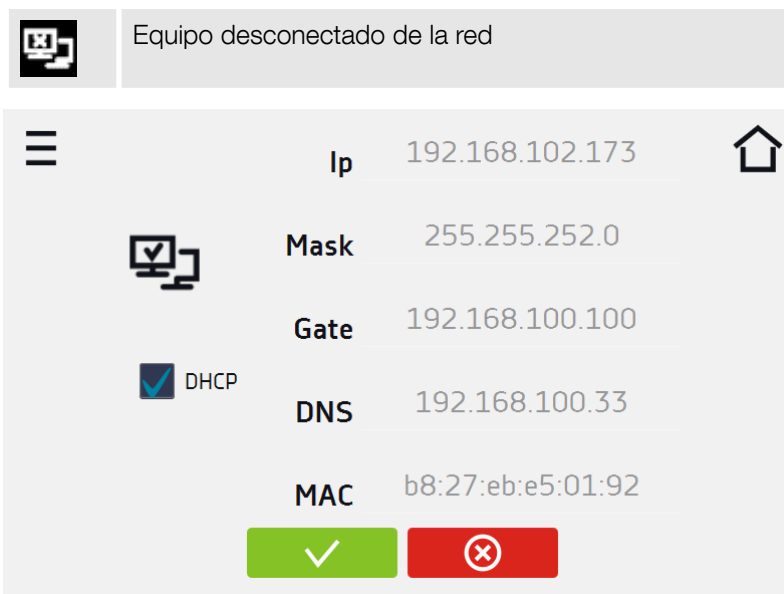 Equipo desconectado de la red
Ip 192.168.102.173
Mask 255.255.252.0
Gate 192.168.100.100
DHCP
DNS 192.168.100.33
MAC b8:27:eb:e5:01:92